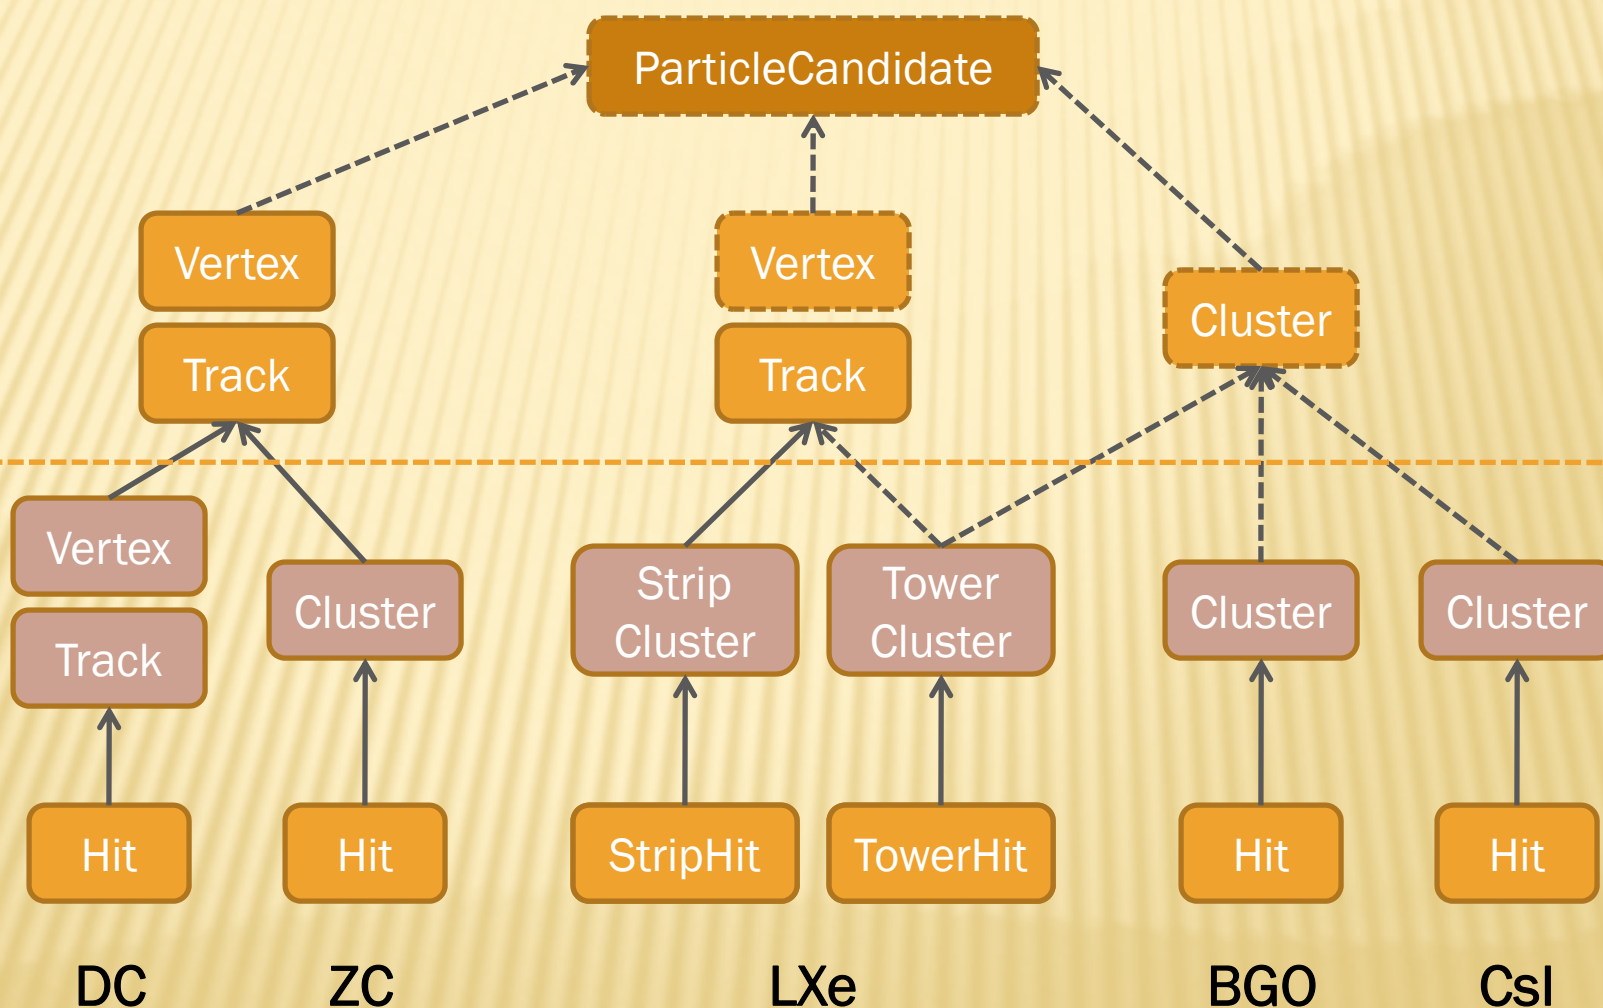 ParticleCandidate
Vertex
Vertex
Cluster
Track
Track
Vertex
Track
Cluster
Strip
Cluster
Tower
Cluster
Cluster
Cluster
Hit
Hit
StripHit
TowerHit
Hit
Hit
DC
ZC
LXe
BGO
CsI